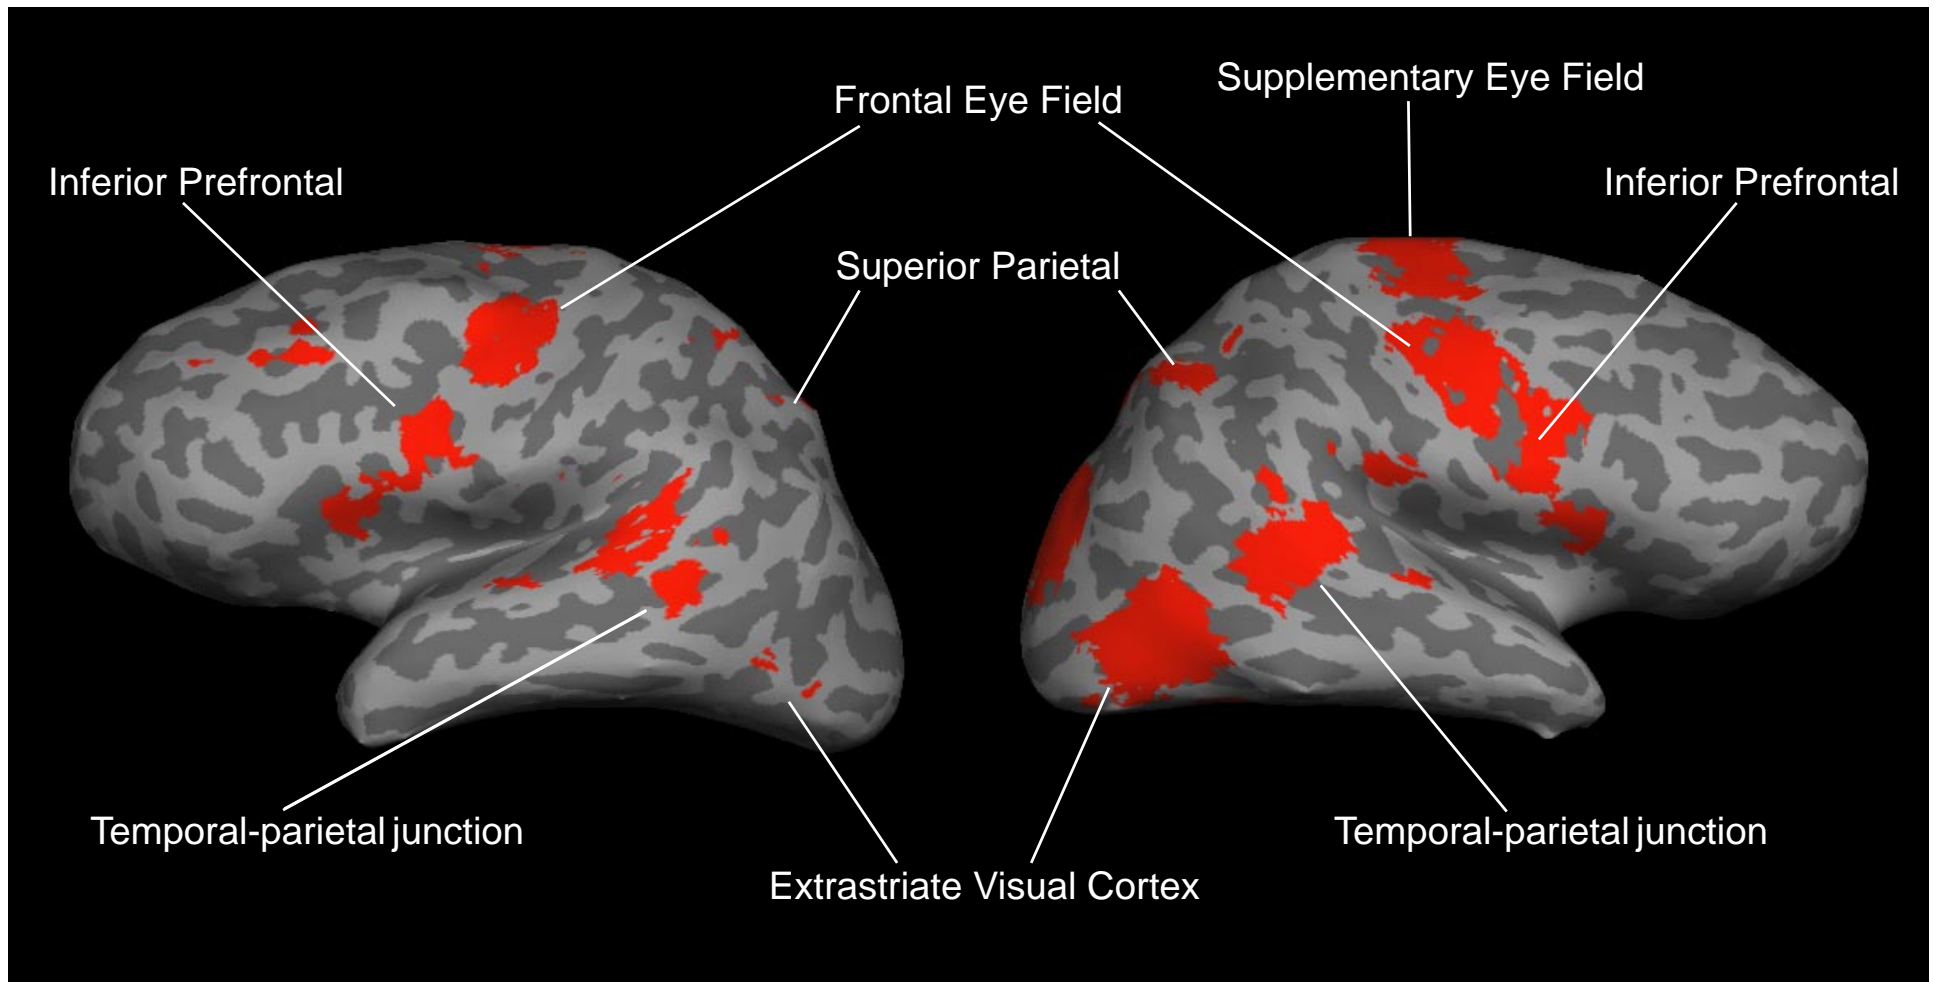 Supplementary Eye Field
Frontal Eye Field
Inferior Prefrontal
Inferior Prefrontal
Superior Parietal
Temporal-parietal junction
Temporal-parietal junction
Extrastriate Visual Cortex